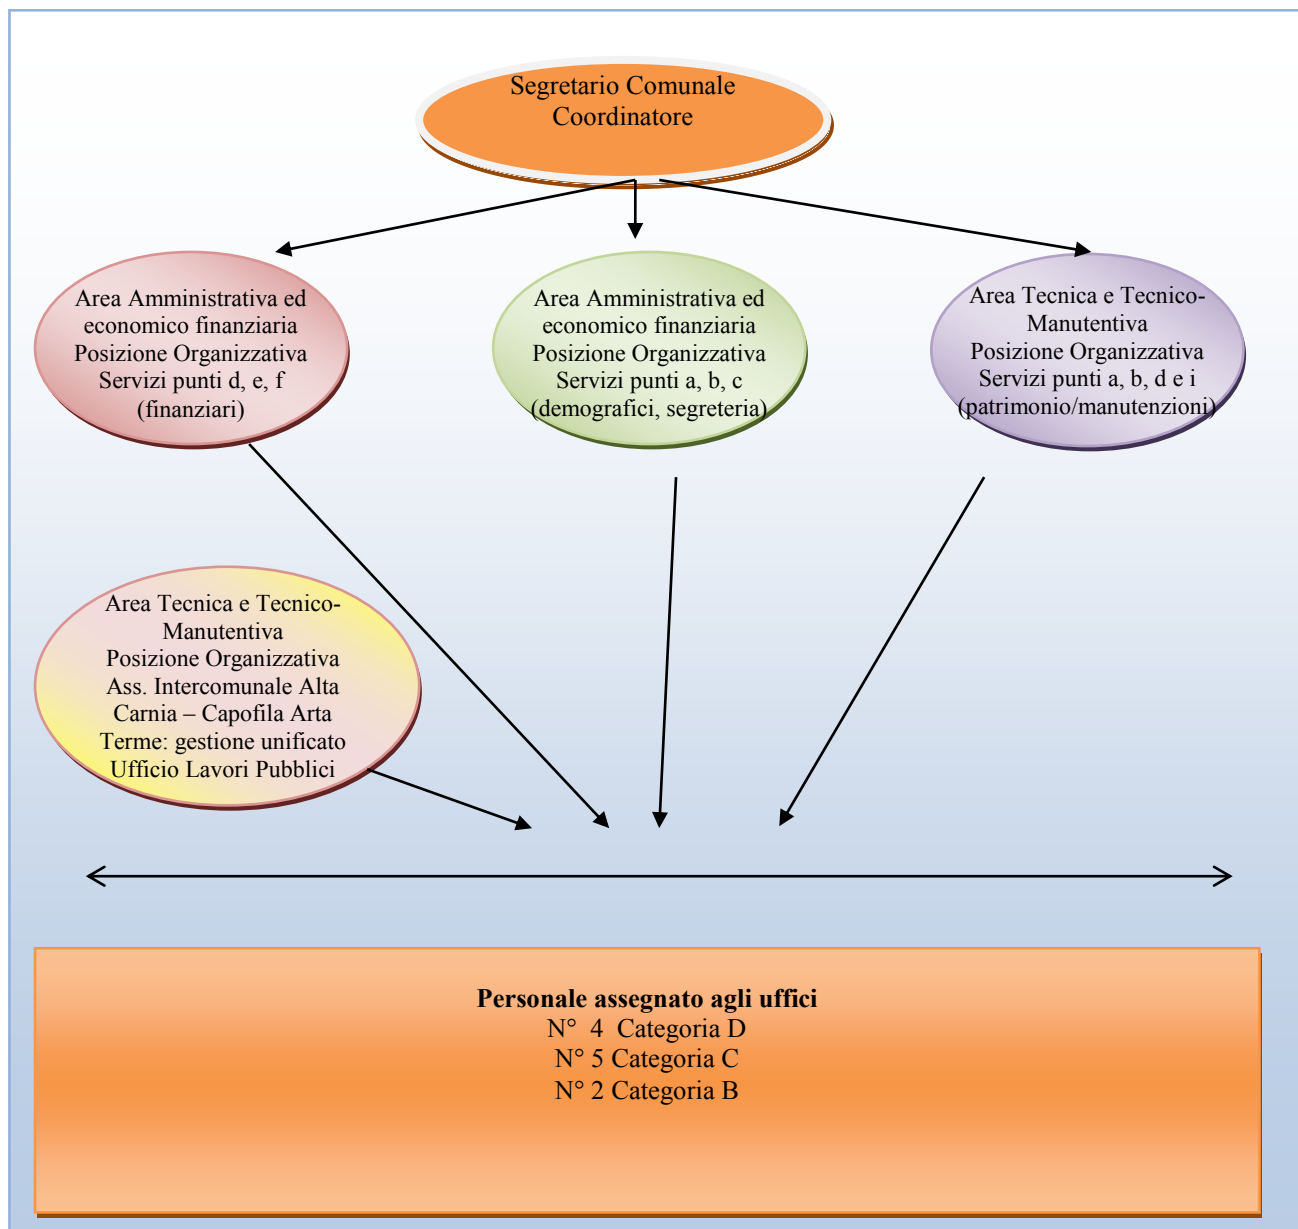 Segretario Comunale
Coordinatore
Area Amministrativa ed
economico finanziaria
Posizione Organizzativa
Servizi punti d, e, f
(finanziari)
Area Amministrativa ed
economico finanziaria
Posizione Organizzativa
Servizi punti a, b, c
(demografici, segreteria)
Area Tecnica e Tecnico-
Manutentiva
Posizione Organizzativa
Servizi punti a, b, d e i
(patrimonio/manutenzioni)
Area Tecnica e Tecnico-
Manutentiva
Posizione Organizzativa
Ass. Intercomunale Alta
Carnia – Capofila Arta
Terme: gestione unificato
Ufficio Lavori Pubblici
Personale assegnato agli uffici
N° 4 Categoria D
N° 5 Categoria C
N° 2 Categoria B